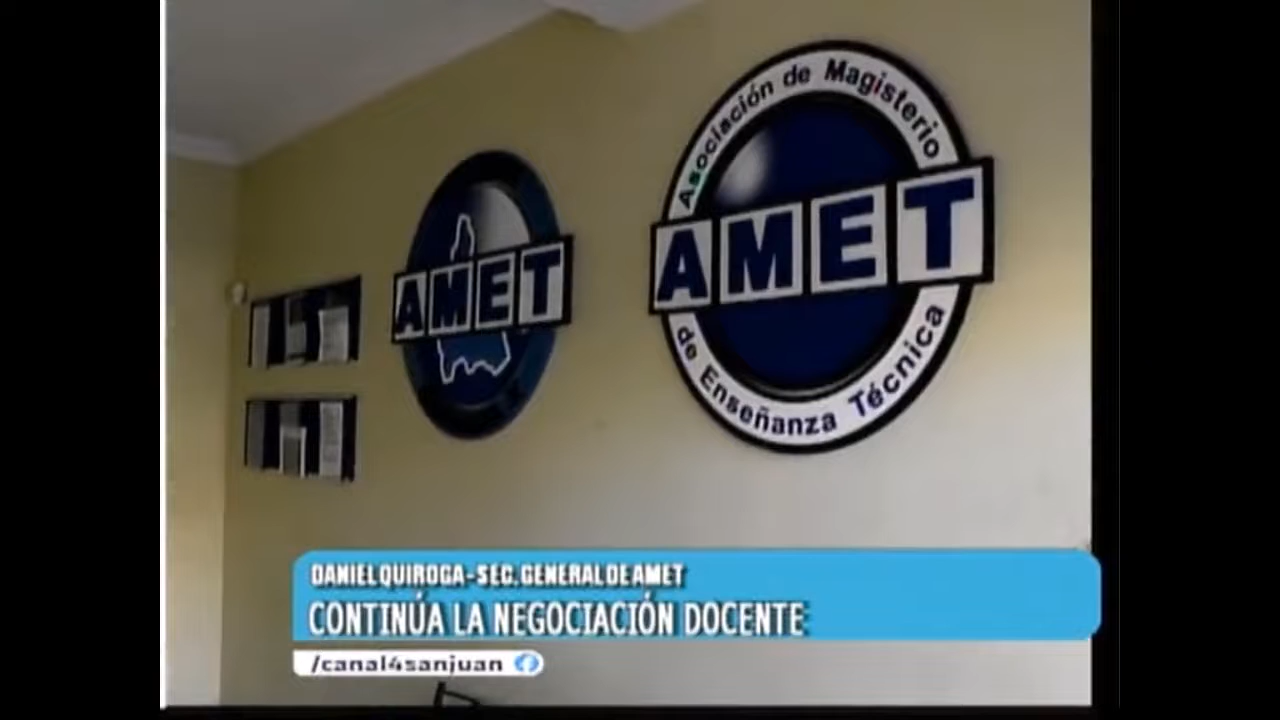 Asociación de Magisterio
AMET
de Enseñanza Técnica
AMET
DANIEL QUIROGA - SEC. GENERAL DE AMET
CONTINÚA LA NEGOCIACIÓN DOCENTE
/canal4sanjuan